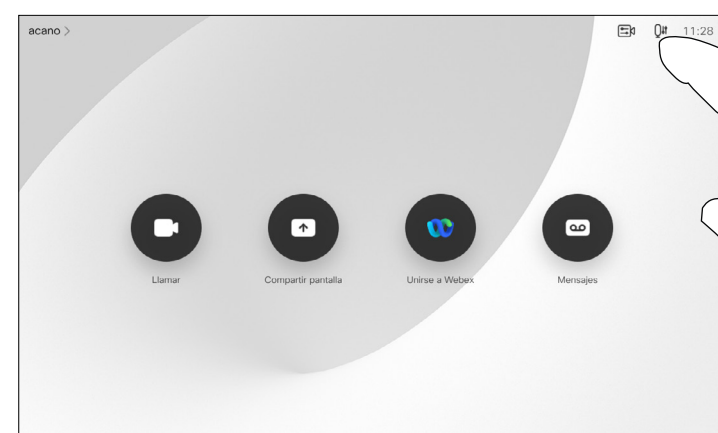 acano > 11:28
Llamar Compartir pantalla Unirse a Webex Mensajes